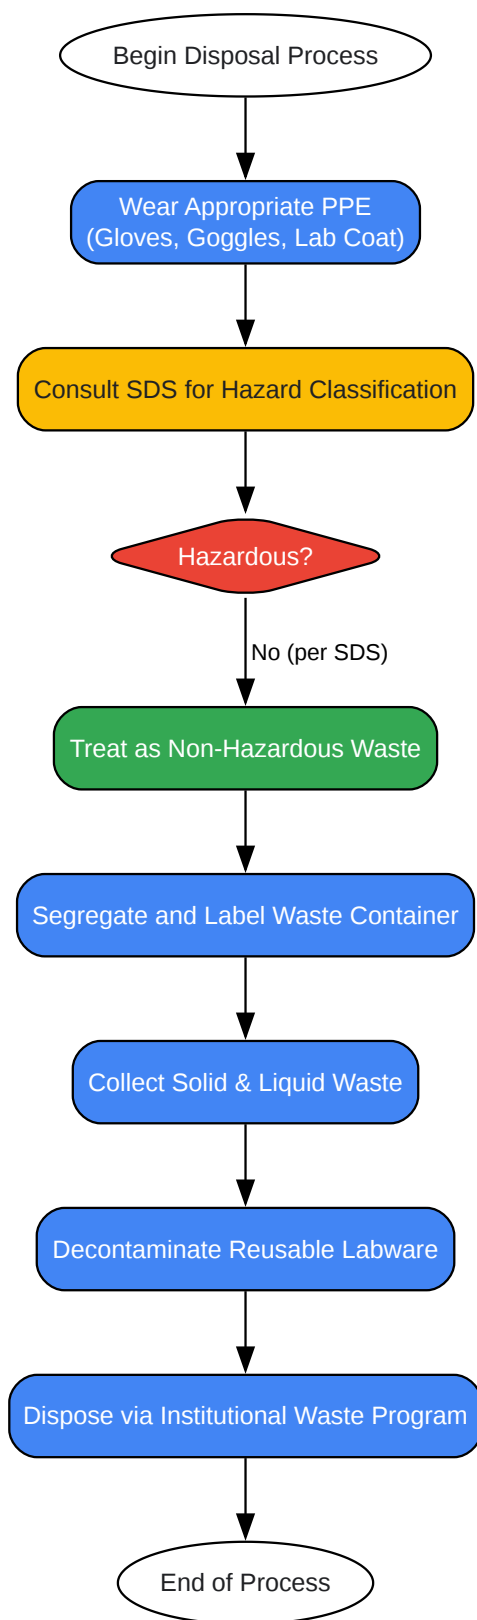 Begin Disposal Process
Wear Appropriate PPE
(Gloves, Goggles, Lab Coat)
Consult SDS for Hazard Classification
Hazardous?
No (per SDS)
Treat as Non-Hazardous Waste
Segregate and Label Waste Container
Collect Solid & Liquid Waste
Decontaminate Reusable Labware
Dispose via Institutional Waste Program
End of Process